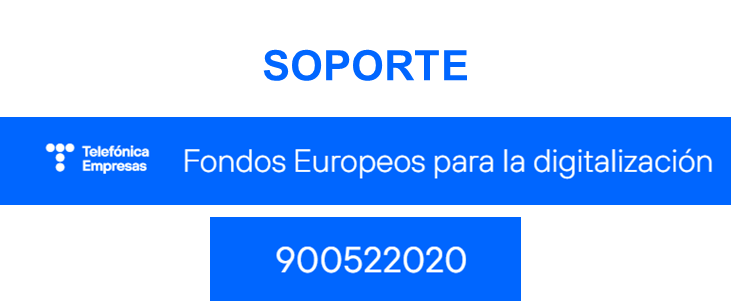 SOPORTE
Telefónica
Empresas
Fondos Europeos para la digitalización
900522020